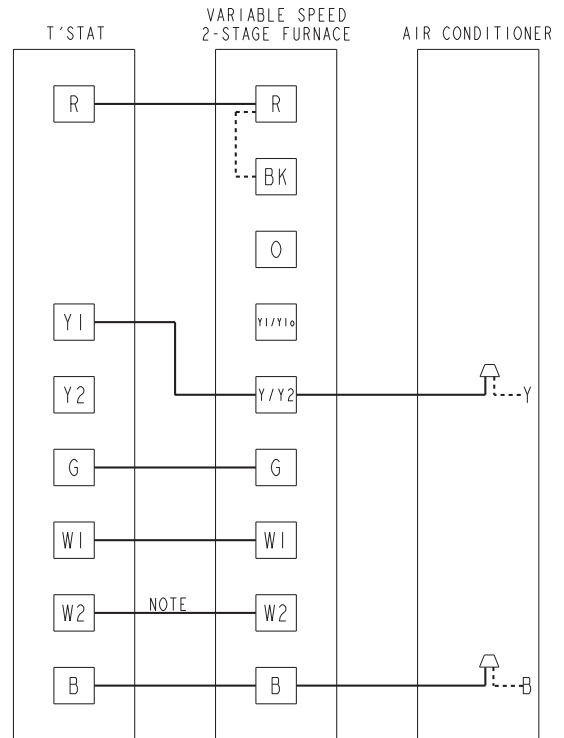 VARIABLE SPEED
T'STAT 2-STAGE FURNACE AIR CONDITIONER
R R
BK
O
Y1 Y1/Y1o
Y2 Y/Y2 Y
G G
W1 W1
W2 NOTE W2
B B B